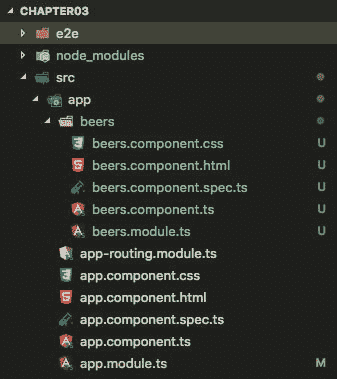 CHAPTER03
e2e
node_modules
src
app
beers
beers.component.css U
beers.component.html U
beers.component.spec.ts U
beers.component.ts U
beers.module.ts U
app-routing.module.ts
app.component.css
app.component.html
app.component.spec.ts
app.component.ts
app.module.ts M